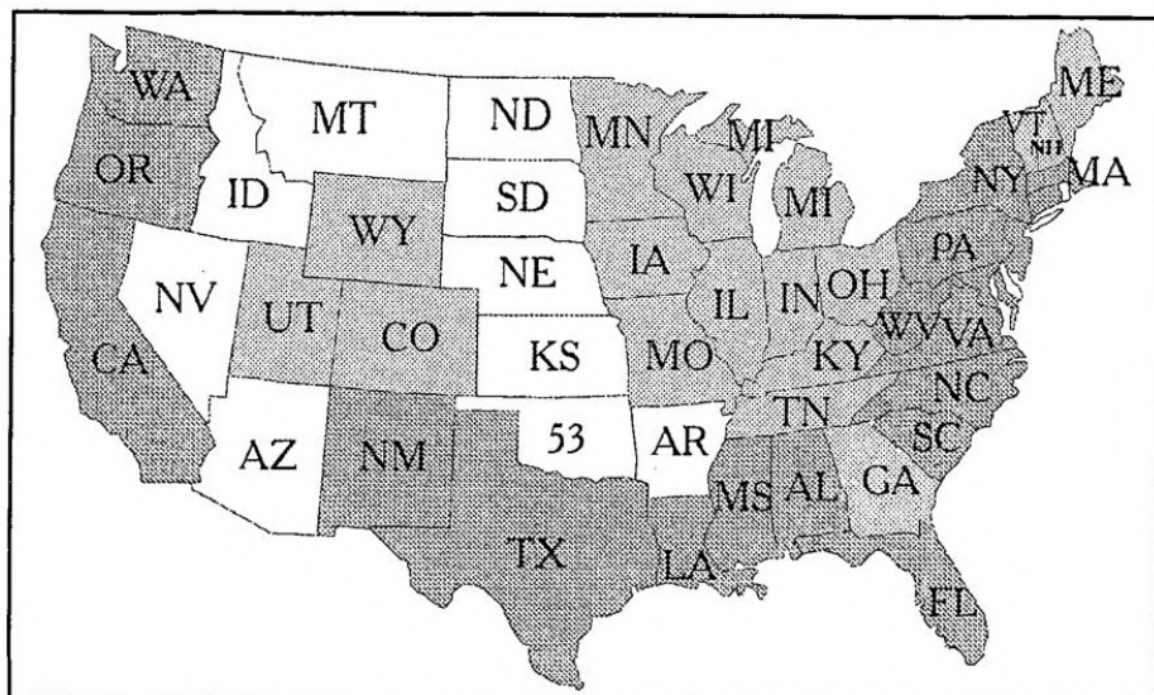 WA
MT
ND
MN
MI
ME
VT
NH
OR
ID
SD
WI
MI
NY
MA
WY
NE
IA
PA
NV
UT
CO
KS
MO
IL
IN
OH
WV
VA
CA
KY
AZ
NM
53
AR
TN
NC
SC
MS
AL
GA
TX
LA
FL